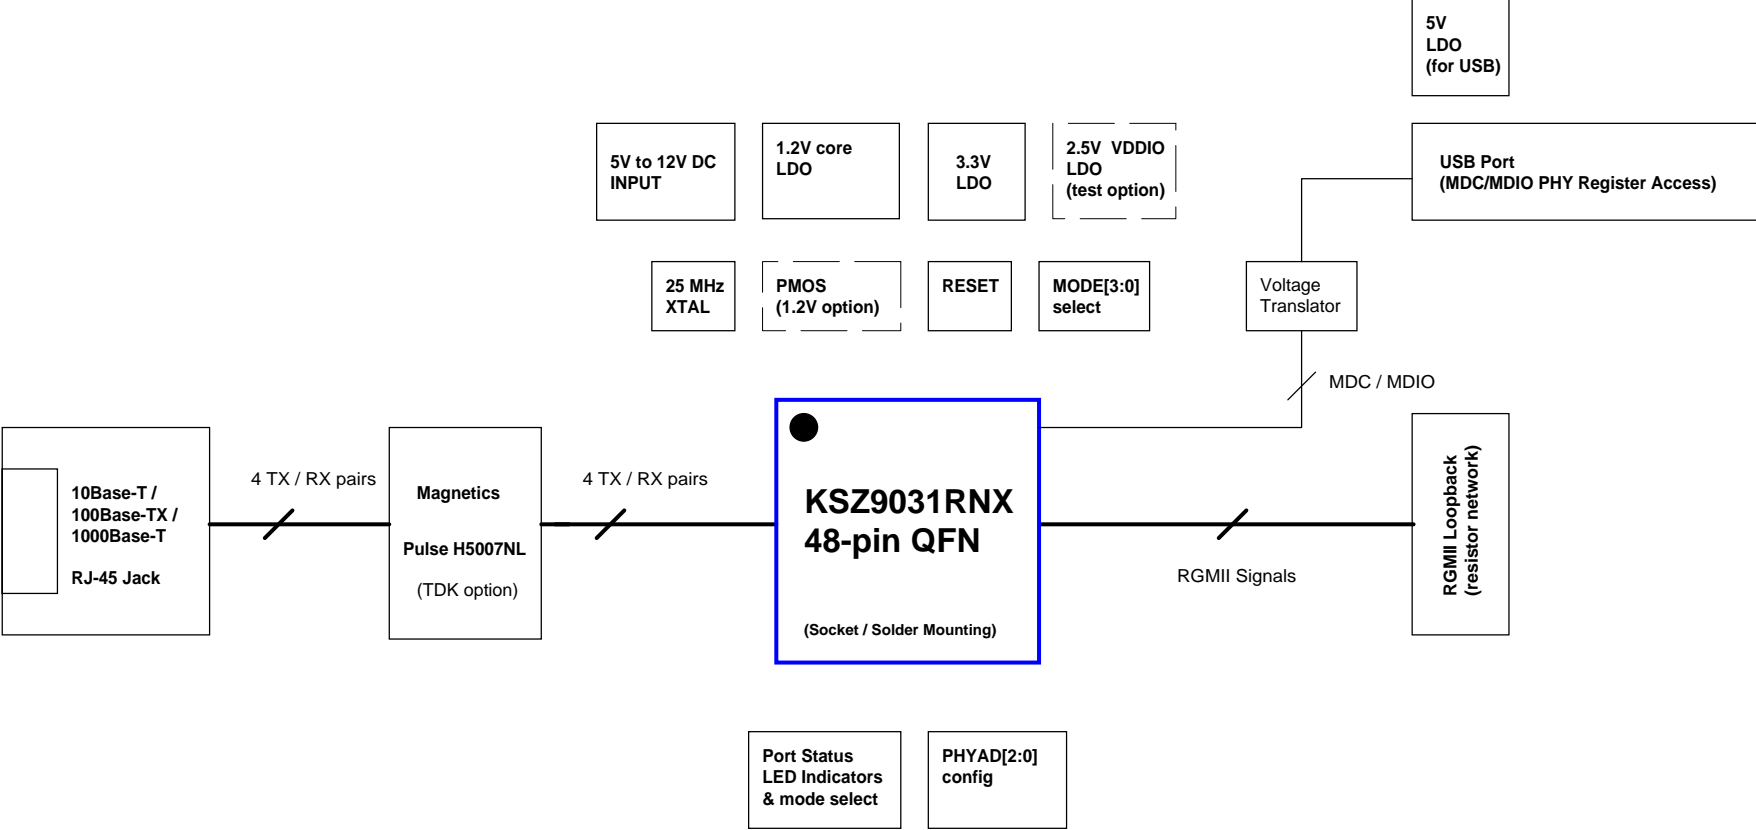 5V
LDO
(for USB)
5V to 12V DC
INPUT
1.2V core
LDO
3.3V
LDO
2.5V  VDDIO
LDO
(test option)
USB Port
(MDC/MDIO PHY Register Access)
25 MHz
XTAL
PMOS
(1.2V option)
RESET
MODE[3:0]
select
Voltage
Translator
MDC / MDIO
10Base-T /
100Base-TX /
1000Base-T
RJ-45 Jack
4 TX / RX pairs
Magnetics
Pulse H5007NL
(TDK option)
4 TX / RX pairs
KSZ9031RNX
48-pin QFN
(Socket / Solder Mounting)
RGMII Signals
RGMII Loopback
(resistor network)
Port Status
LED Indicators
& mode select
PHYAD[2:0]
config